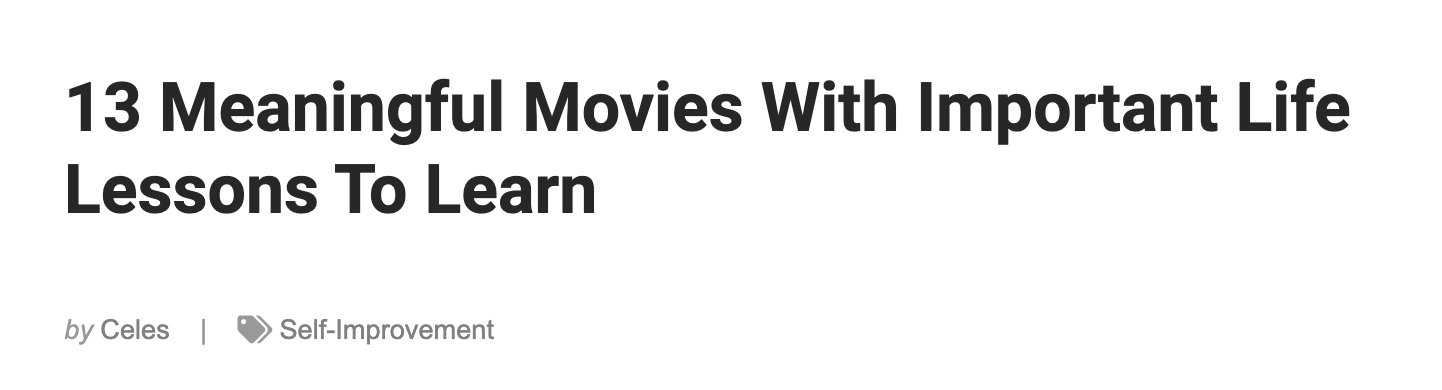 13 Meaningful Movies With Important Life
Lessons To Learn
by Celes | Self-Improvement